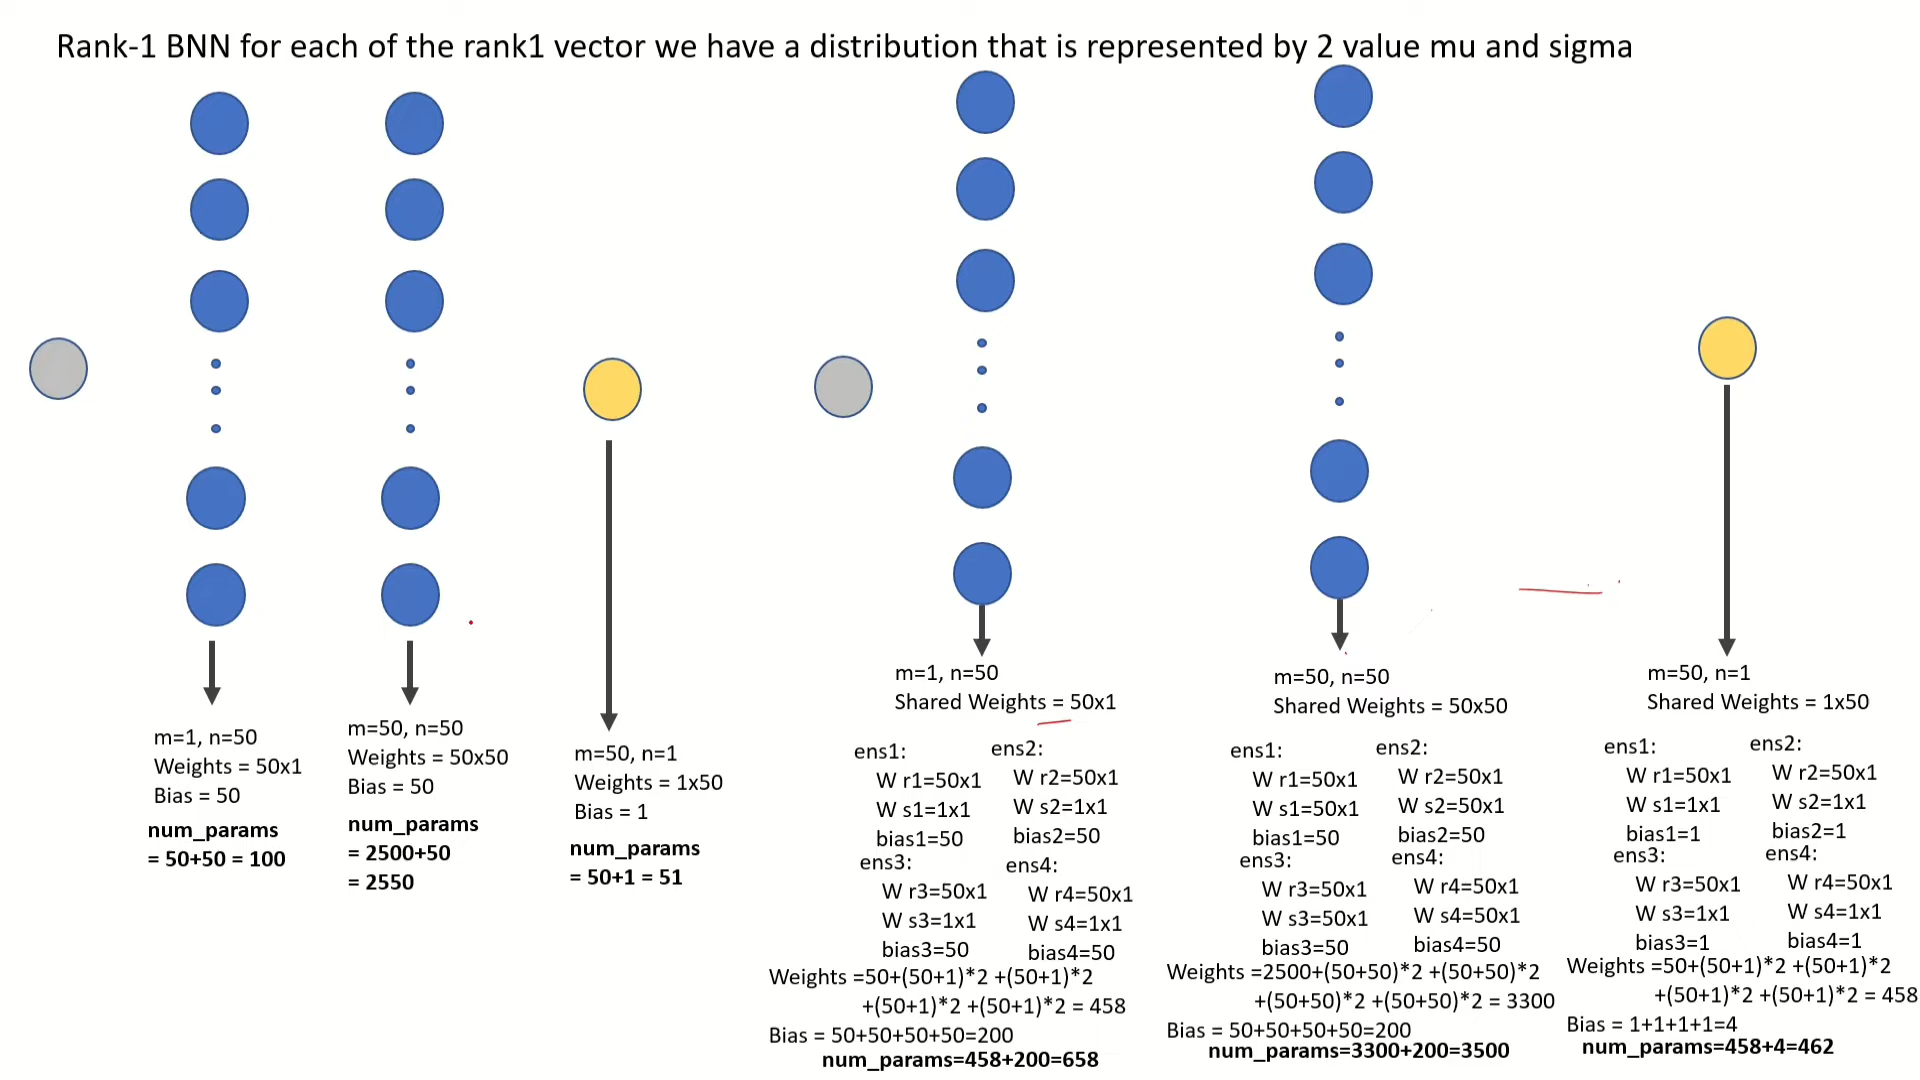 Rank-1 BNN for each of the rank1 vector we have a distribution that is represented by 2 value mu and sigma
m=1, n=50
Weights = 50x1
Bias = 50
num_params
= 50+50 = 100
m=50, n=50
Weights = 50x50
Bias = 50
num_params
= 2500+50
= 2550
m=50, n=1
Weights = 1x50
Bias = 1
num_params
= 50+1 = 51
m=1, n=50
Shared Weights = 50x1
ens1:
W r1=50x1
W s1=1x1
bias1=50
ens2:
W r2=50x1
W s2=1x1
bias2=50
ens3:
W r3=50x1
W s3=1x1
bias3=50
ens4:
W r4=50x1
W s4=1x1
bias4=50
Weights =50+(50+1)*2 +(50+1)*2
+(50+1)*2 +(50+1)*2 = 458
Bias = 50+50+50+50=200
num_params=458+200=658
m=50, n=50
Shared Weights = 50x50
ens1:
W r1=50x1
W s1=50x1
bias1=50
ens2:
W r2=50x1
W s2=50x1
bias2=50
ens3:
W r3=50x1
W s3=50x1
bias3=50
ens4:
W r4=50x1
W s4=50x1
bias4=50
Weights =2500+(50+50)*2 +(50+50)*2
+(50+50)*2 +(50+50)*2 = 3300
Bias = 50+50+50+50=200
num_params=3300+200=3500
m=50, n=1
Shared Weights = 1x50
ens1:
W r1=50x1
W s1=1x1
bias1=1
ens2:
W r2=50x1
W s2=1x1
bias2=1
ens3:
W r3=50x1
W s3=1x1
bias3=1
ens4:
W r4=50x1
W s4=1x1
bias4=1
Weights =50+(50+1)*2 +(50+1)*2
+(50+1)*2 +(50+1)*2 = 458
Bias = 1+1+1+1=4
num_params=458+4=462